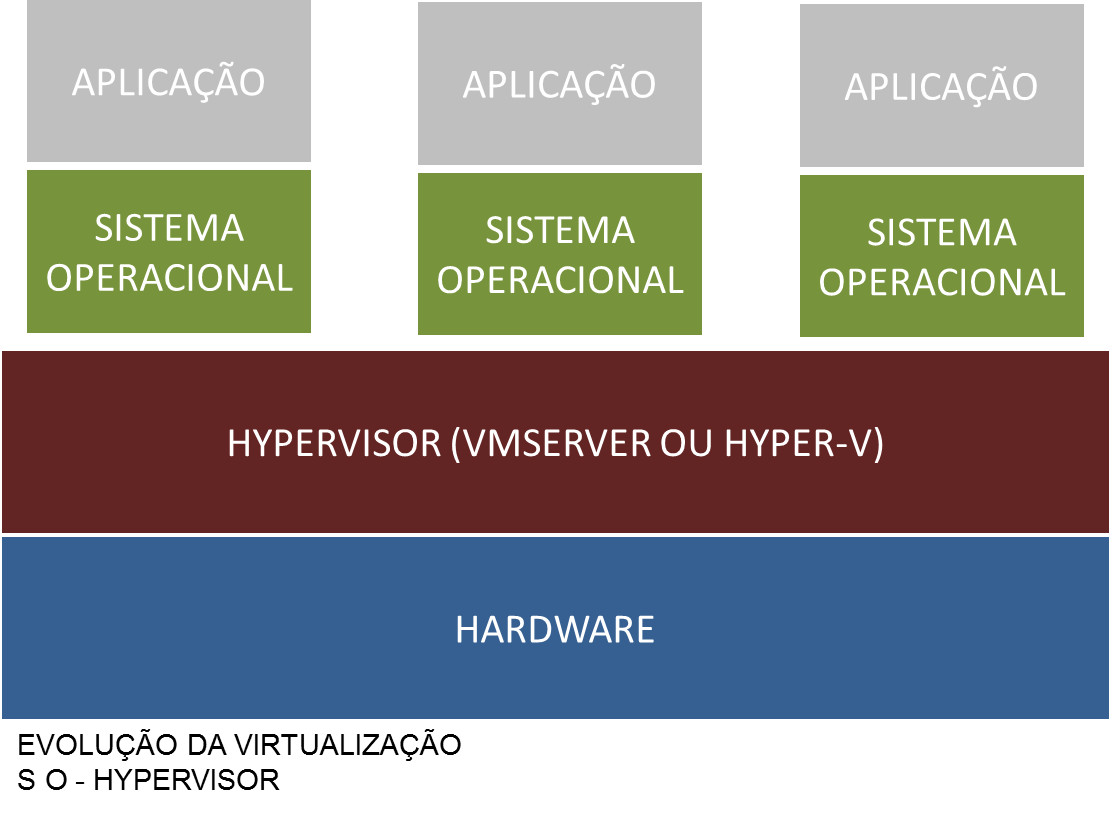 APLICAÇÃO
APLICAÇÃO
APLICAÇÃO
SISTEMA
OPERACIONAL
SISTEMA
OPERACIONAL
SISTEMA
OPERACIONAL
HYPERVISOR (VMSERVER OU HYPER-V)
HARDWARE
EVOLUÇÃO DA VIRTUALIZAÇÃO
S O - HYPERVISOR